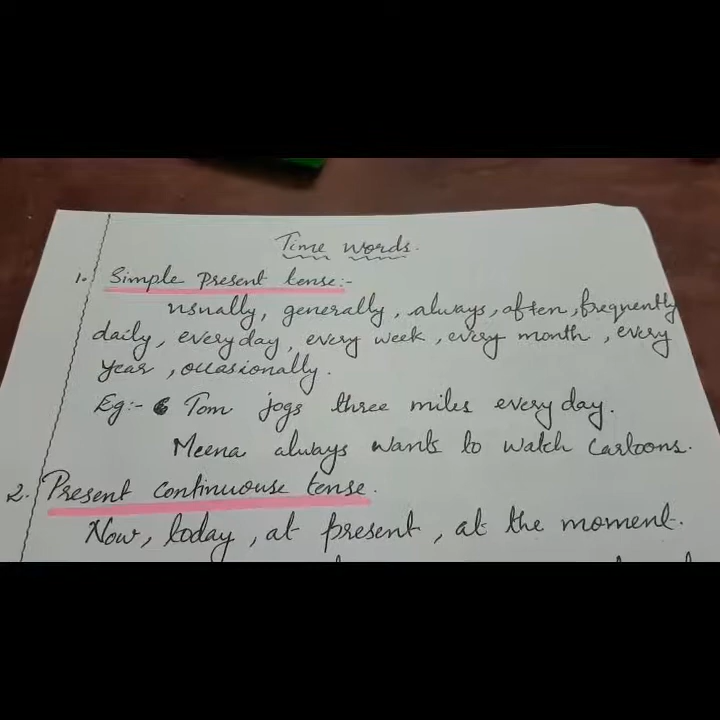 Time words.
1. Simple present tense:-
usually, generally, always, often, frequently
daily, everyday, every week, every month, every
year, occasionally.
Eg:- Tom jogs three miles every day.
Meena always wants to watch cartoons.
2. Present continuouse tense.
Now, today, at present, at the moment.